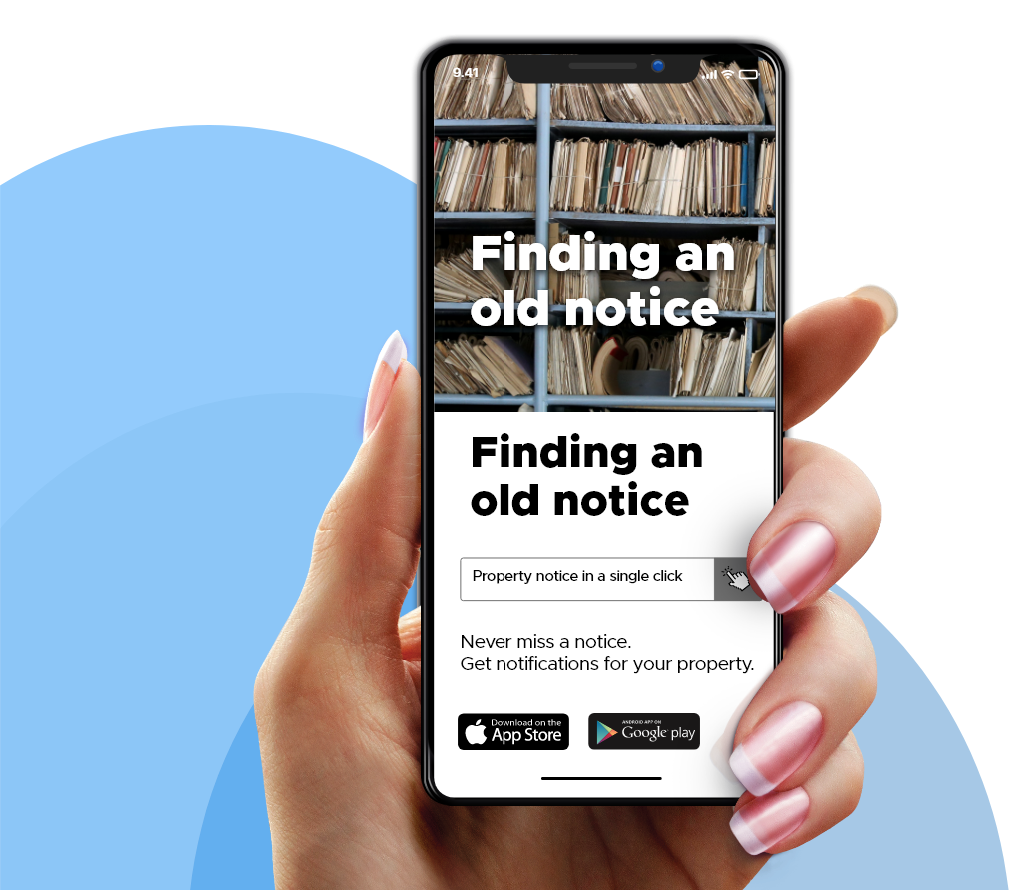 9.41
Finding an
old notice
Finding an
old notice
Property notice in a single click
Never miss a notice.
Get notifications for your property.
Download on the
App Store
ANDROID APP ON
Google play